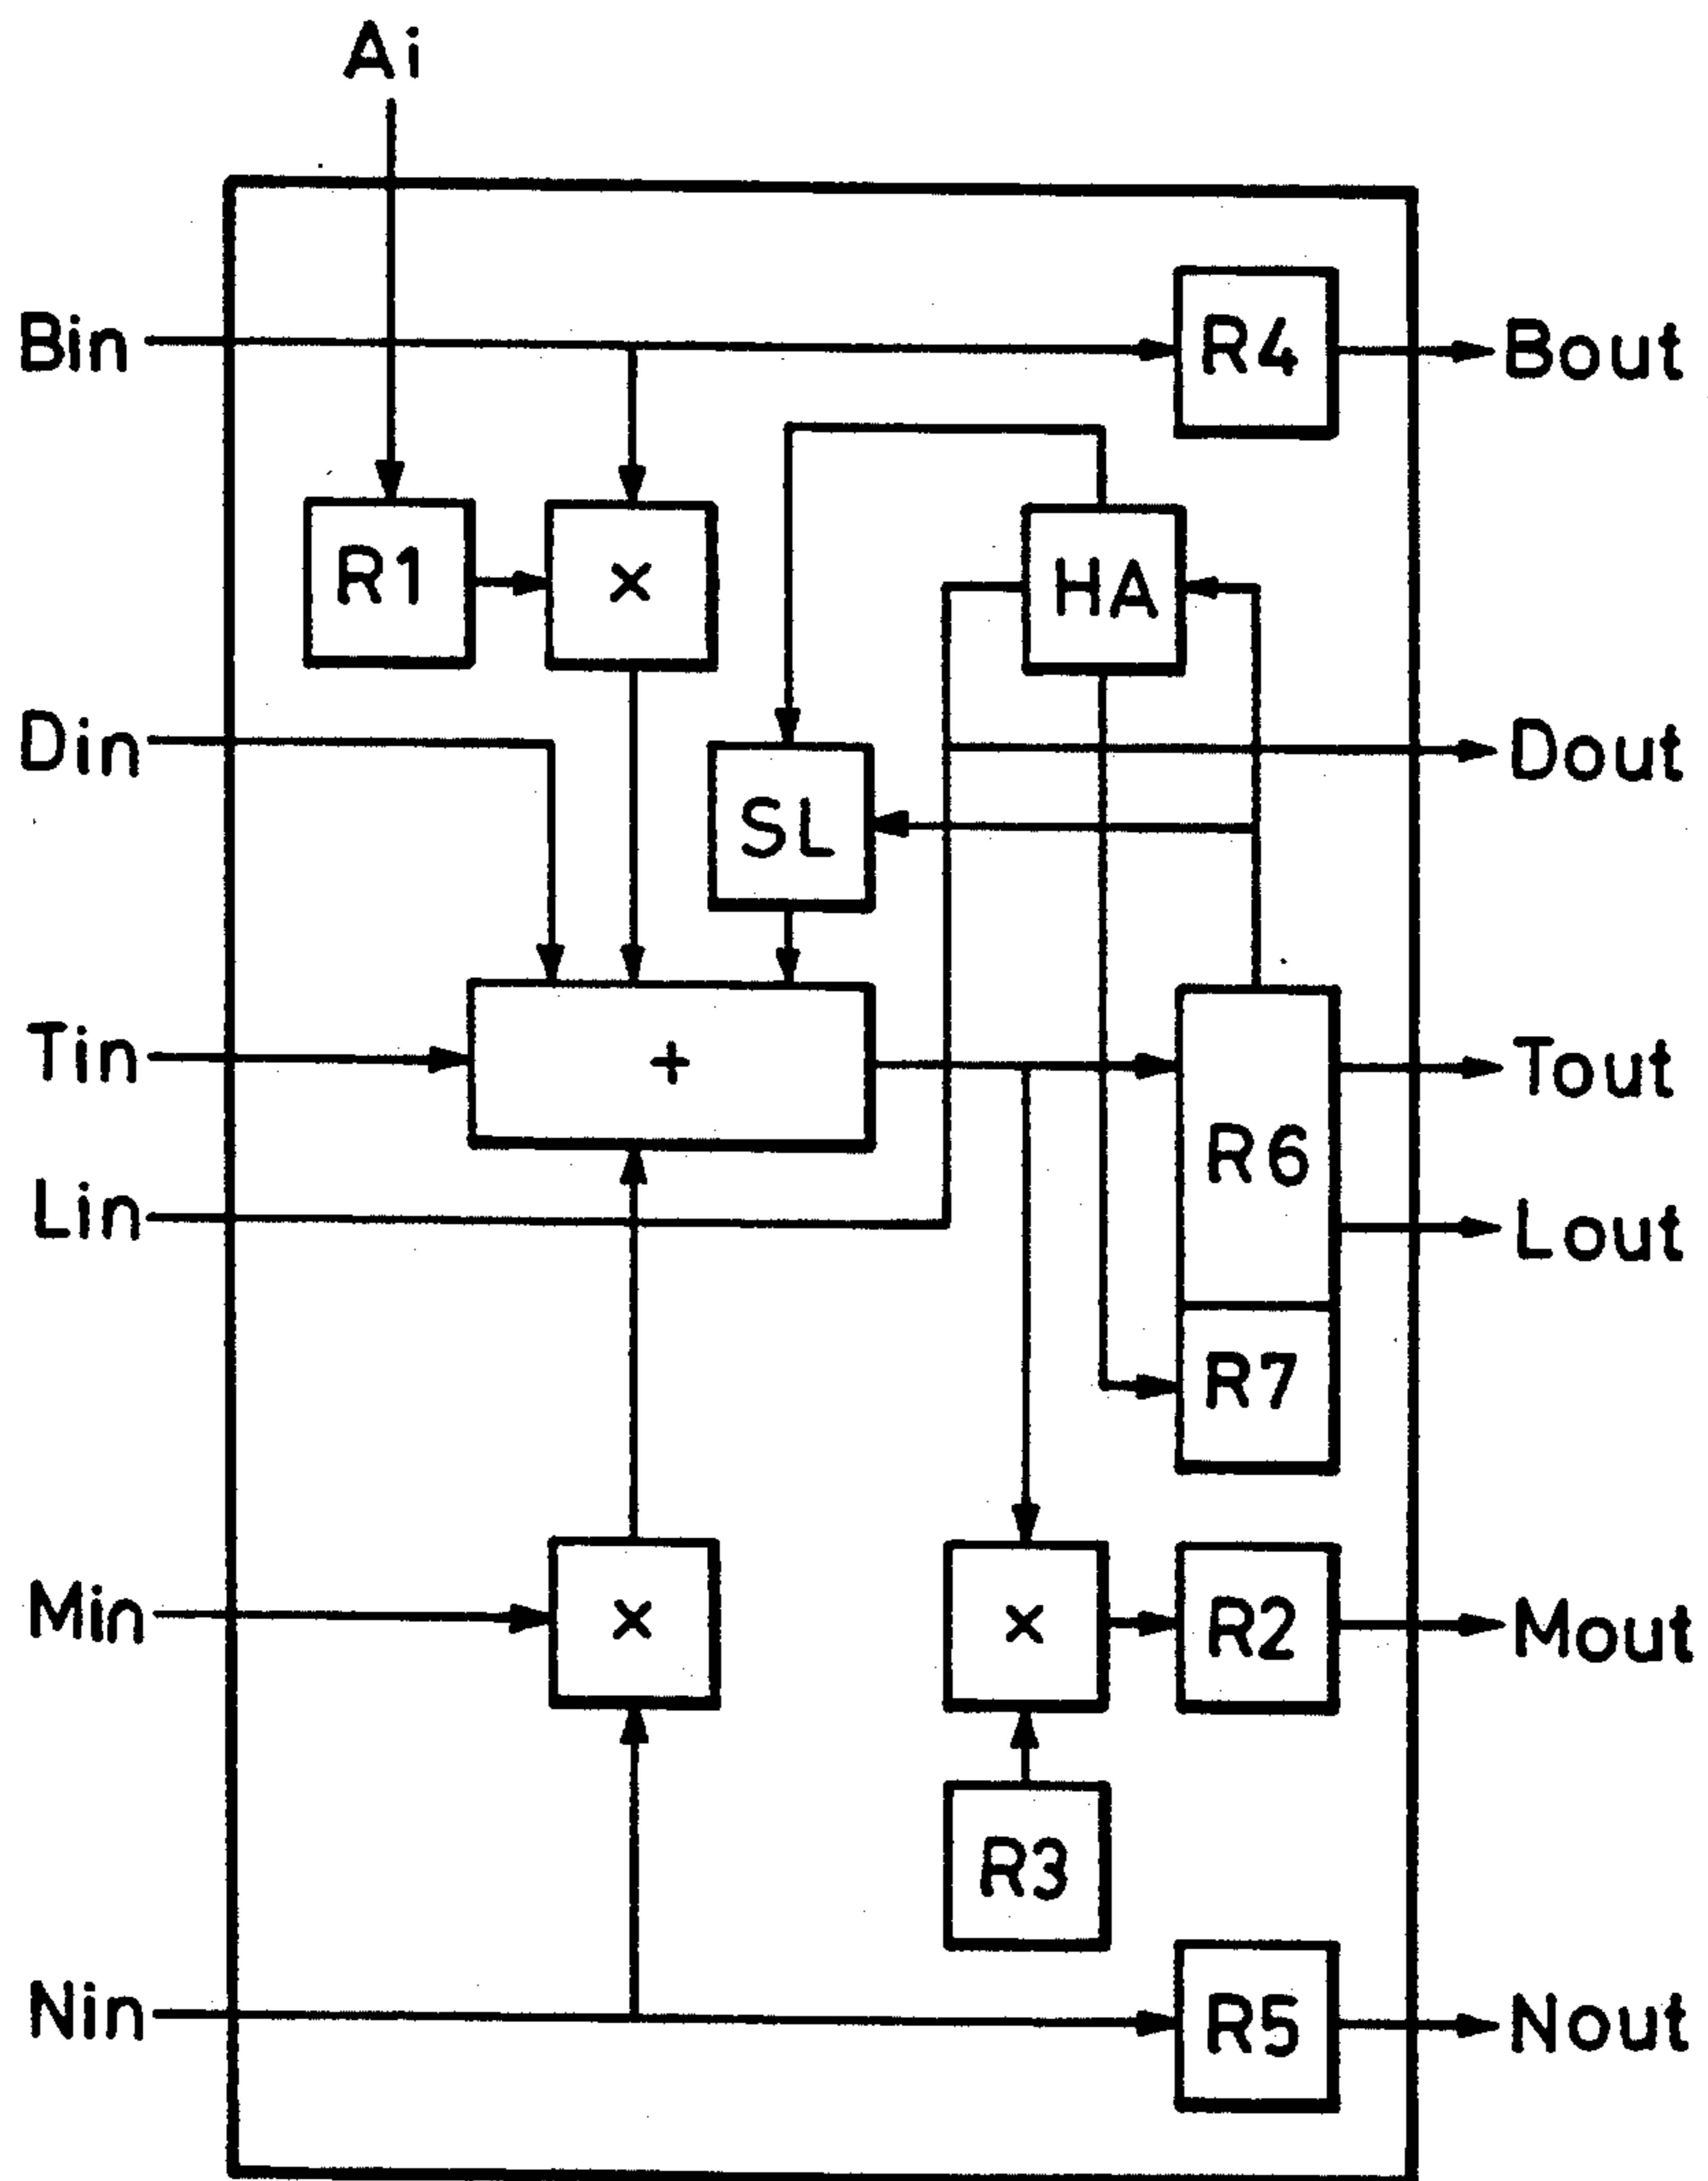 Ai
Bin
R4
Bout
R1
×
HA
Din
Dout
SL
Tin
+
Tout
R6
Lin
Lout
R7
Min
×
×
R2
Mout
R3
Nin
R5
Nout